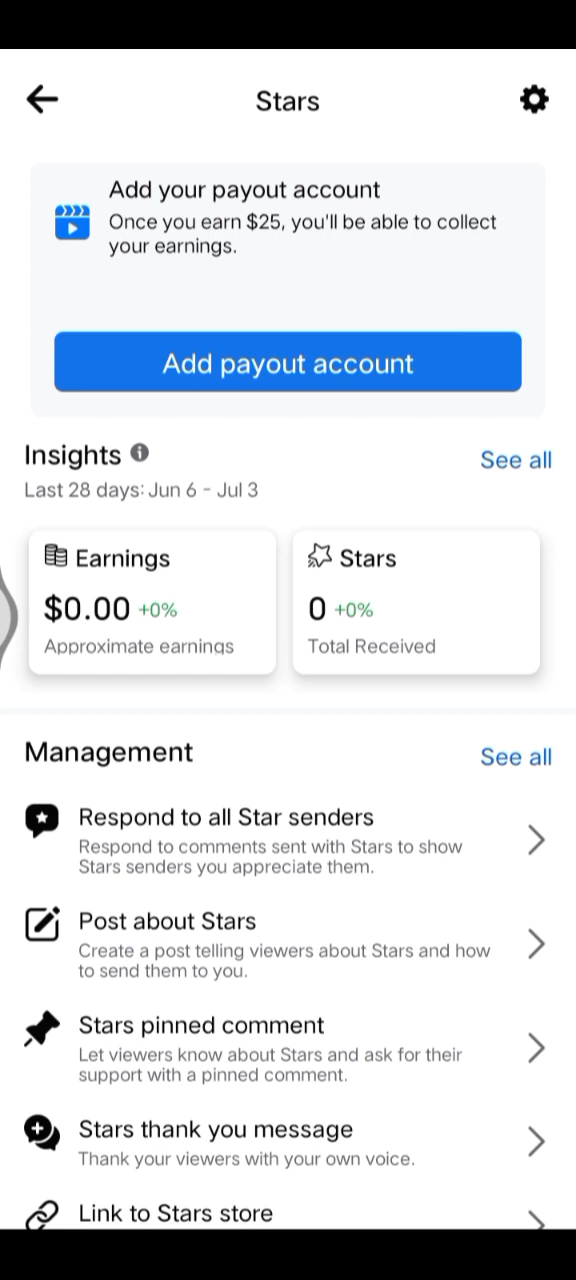 Stars
Add your payout account
Once you earn $25, you'll be able to collect
your earnings.
Add payout account
Insights
See all
Last 28 days: Jun 6 - Jul 3
Earnings
$0.00 +0%
Approximate earnings
Stars
0 +0%
Total Received
Management
See all
Respond to all Star senders
Respond to comments sent with Stars to show
Stars senders you appreciate them.
Post about Stars
Create a post telling viewers about Stars and how
to send them to you.
Stars pinned comment
Let viewers know about Stars and ask for their
support with a pinned comment.
Stars thank you message
Thank your viewers with your own voice.
Link to Stars store